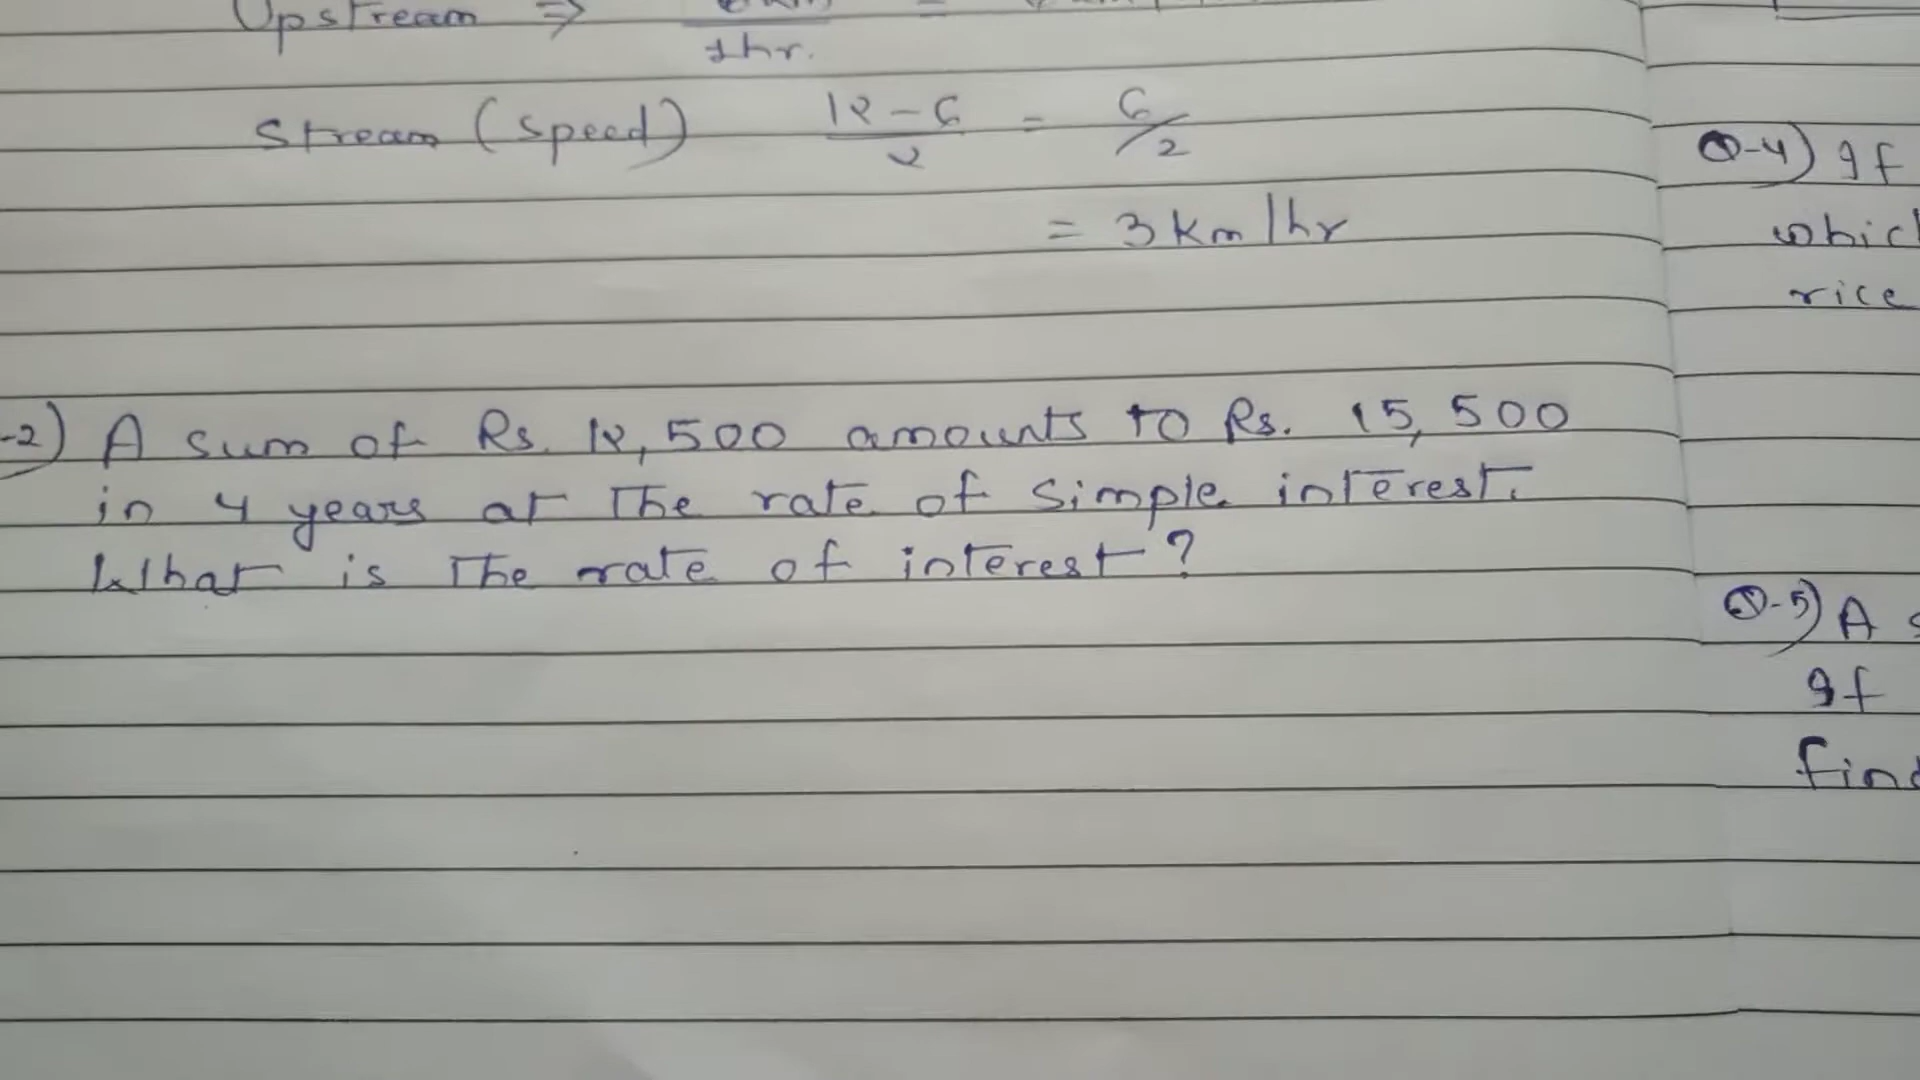 Upstream ⇒
1hr.
Stream (speed) 12-6/2 = 6/2
= 3 km/hr
-2) A sum of Rs. 12,500 amounts to Rs. 15,500
in 4 years at the rate of simple interest.
What is the rate of interest?
Q-4) If
which
rice
Q-5) A
If
find